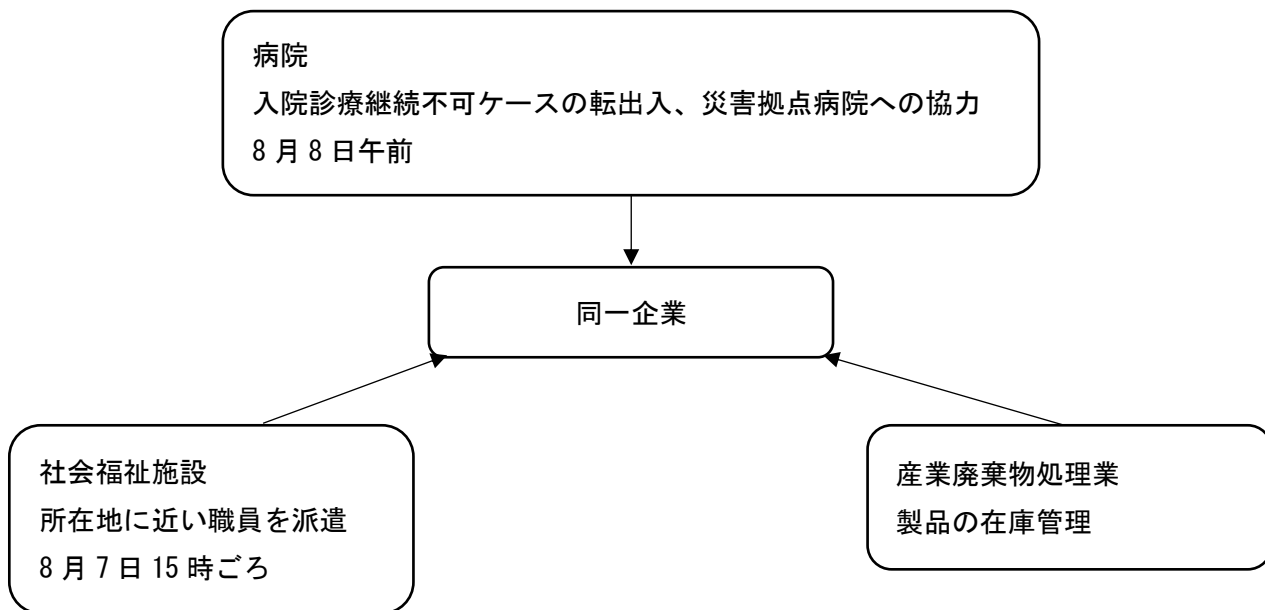 病院
入院診療継続不可ケースの転出入、災害拠点病院への協力
8月8日午前
同一企業
社会福祉施設
所在地に近い職員を派遣
8月7日15時ごろ
産業廃棄物処理業
製品の在庫管理